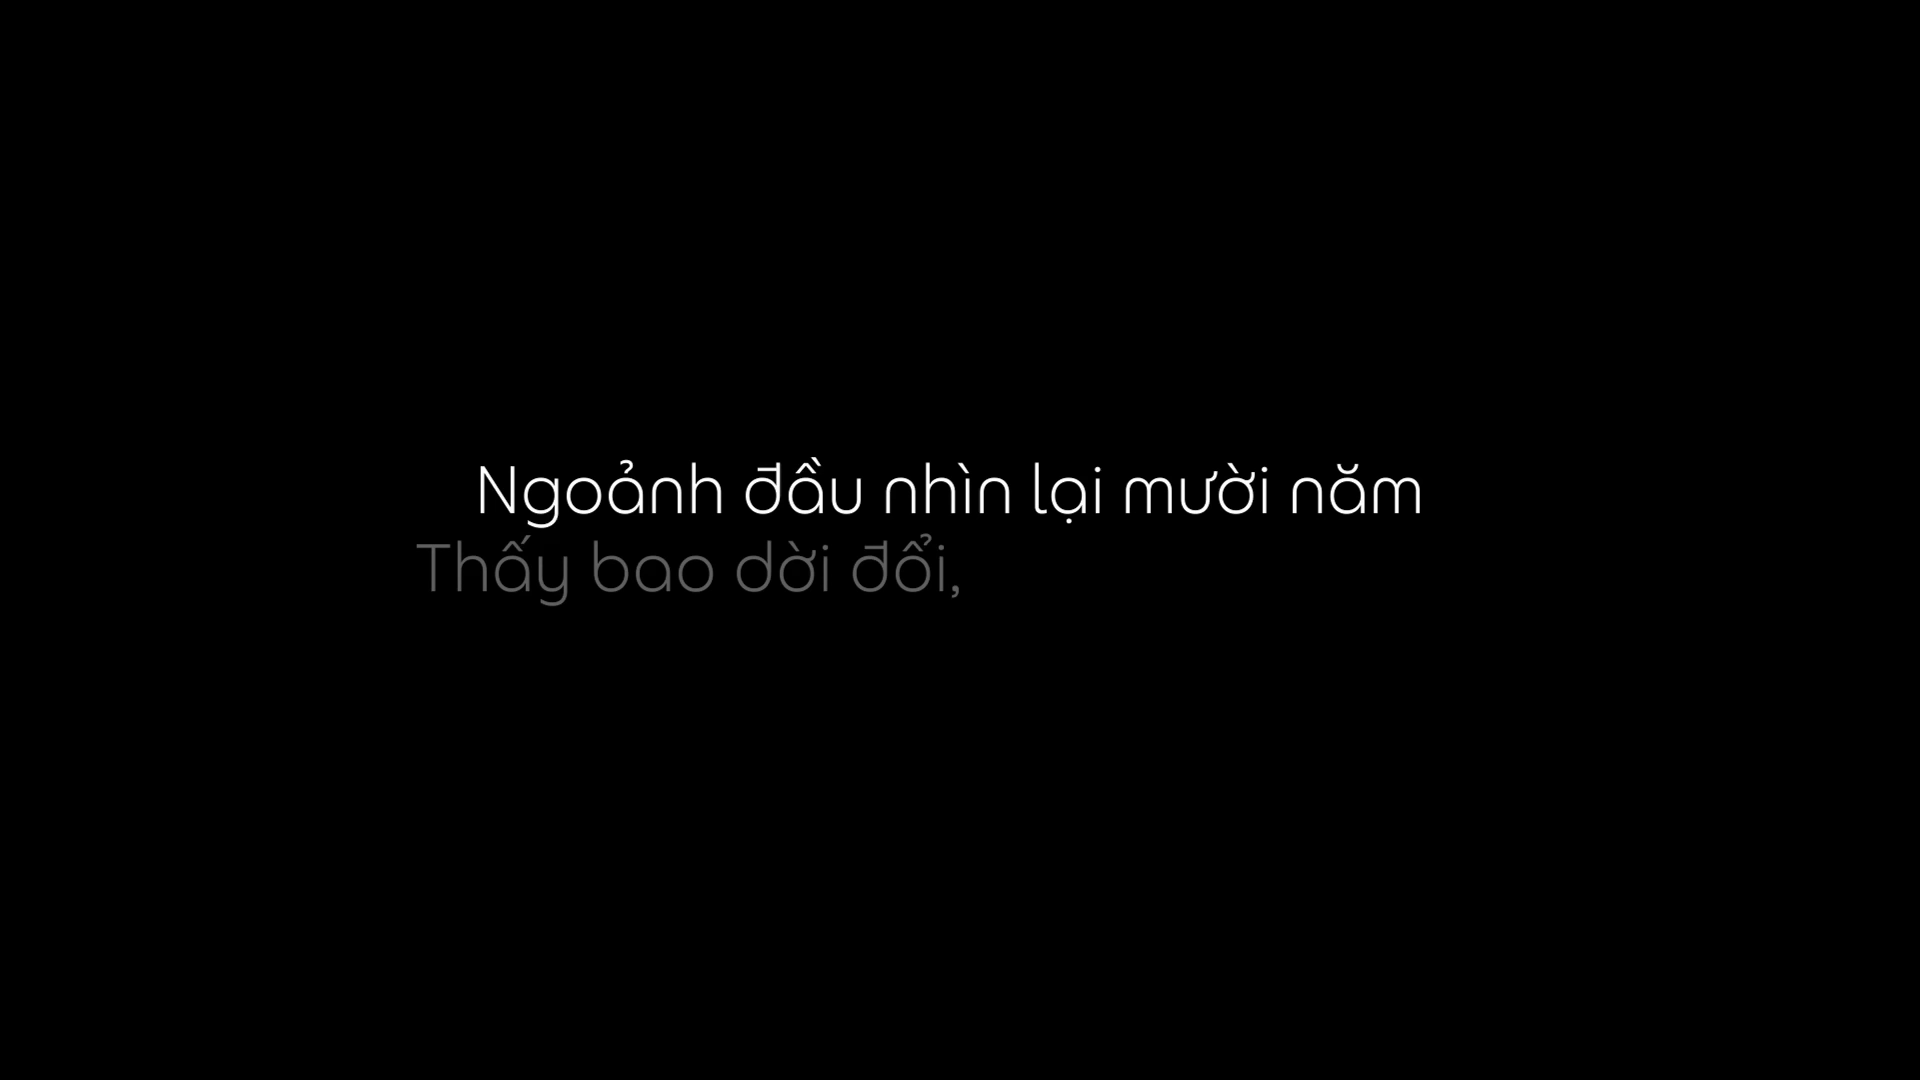 Ngoảnh đầu nhìn lại mười năm
Thấy bao dời đổi,